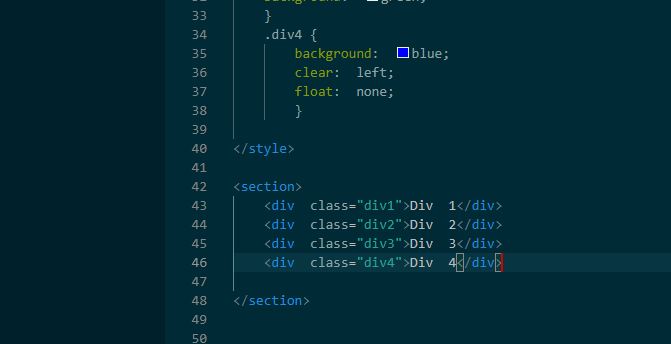 32 background: green;
33 }
34 .div4 {
35 background: blue;
36 clear: left;
37 float: none;
38 }
39
40 </style>
41
42 <section>
43 <div class="div1">Div 1</div>
44 <div class="div2">Div 2</div>
45 <div class="div3">Div 3</div>
46 <div class="div4">Div 4</div>
47
48 </section>
49
50